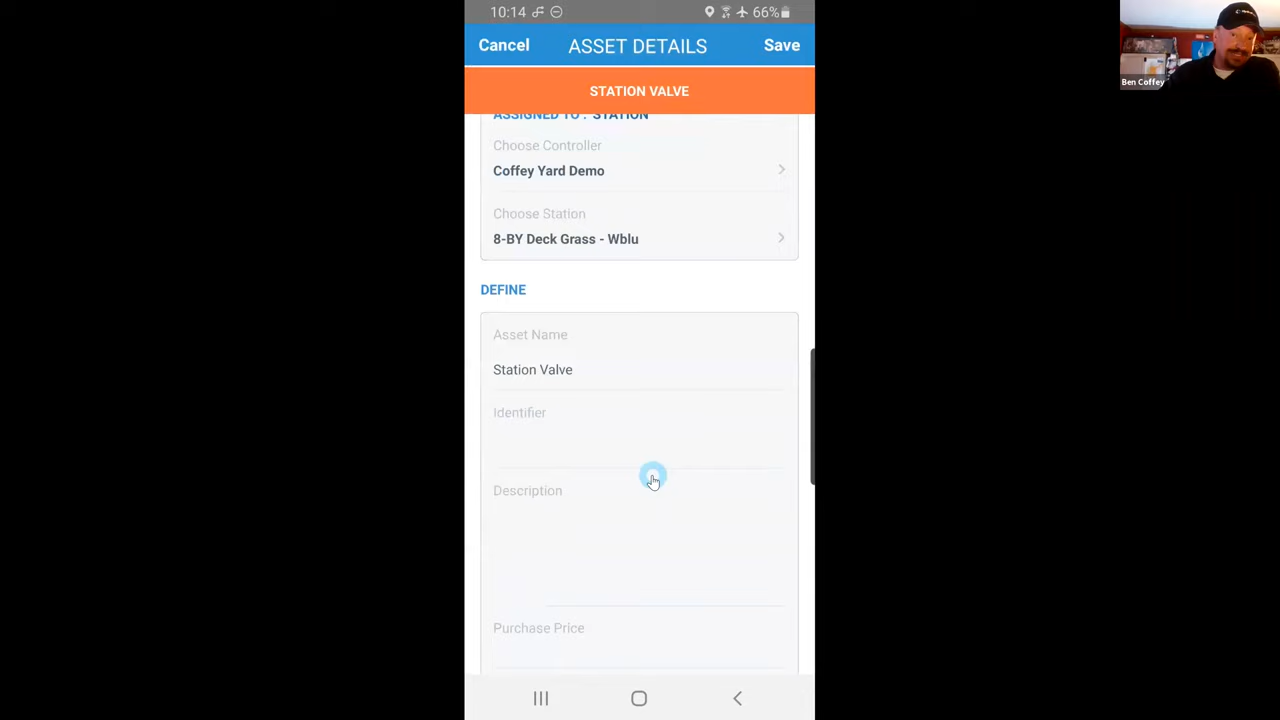 10:14
66%
Cancel
ASSET DETAILS
Save
STATION VALVE
ASSIGNED TO : STATION
Choose Controller
Coffey Yard Demo
Choose Station
8-BY Deck Grass - Wblu
DEFINE
Asset Name
Station Valve
Identifier
Description
Purchase Price
Ben Coffey